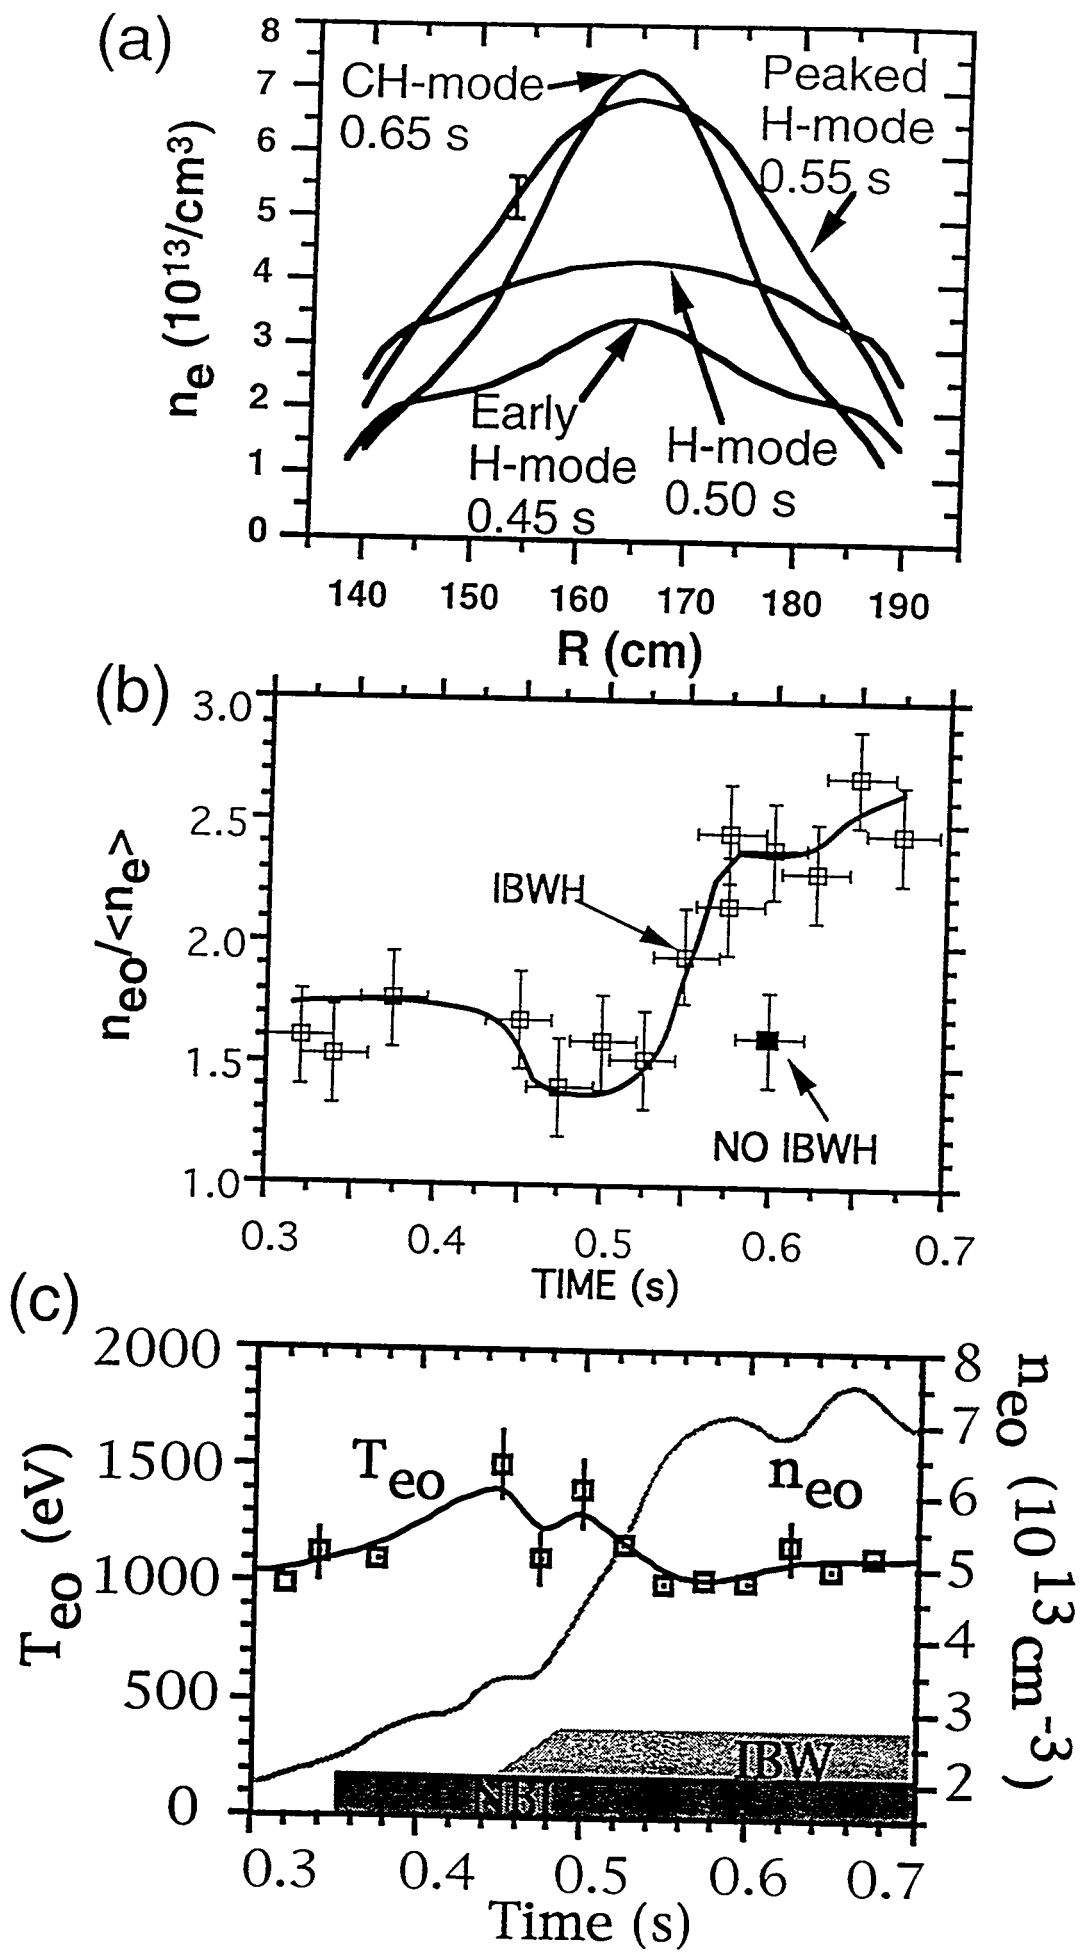 (a)
8
7
6
5
4
3
2
1
0
n_e (10^13/cm^3)
CH-mode
0.65 s
Peaked
H-mode
0.55 s
Early
H-mode
0.45 s
H-mode
0.50 s
140 150 160 170 180 190
R (cm)
(b)
3.0
2.5
2.0
1.5
1.0
n_eo/<n_e>
IBWH
NO IBWH
0.3 0.4 0.5 0.6 0.7
TIME (s)
(c)
2000
1500
1000
500
0
T_eo (eV)
T_eo
n_eo
IBW
NBI
8
7
6
5
4
3
2
n_eo (10^13 cm^-3)
0.3 0.4 0.5 0.6 0.7
Time (s)